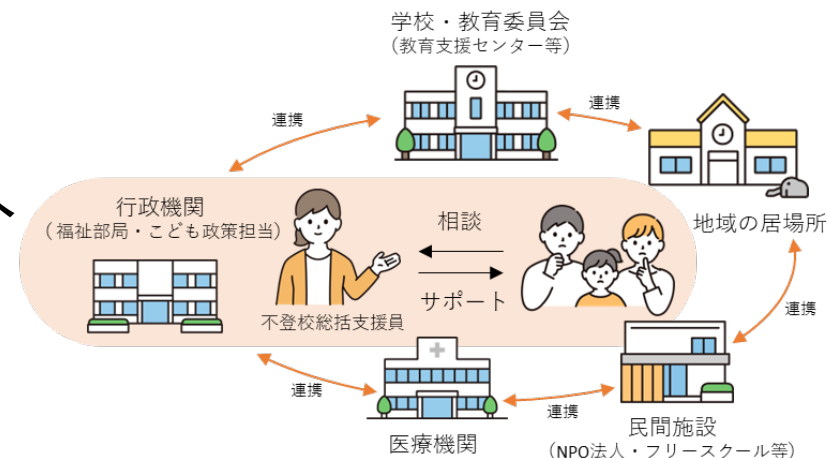 学校・教育委員会
（教育支援センター等）
連携
連携
行政機関
（福祉部局・こども政策担当）
相談
サポート
不登校総括支援員
地域の居場所
連携
連携
連携
医療機関
民間施設
（NPO法人・フリースクール等）